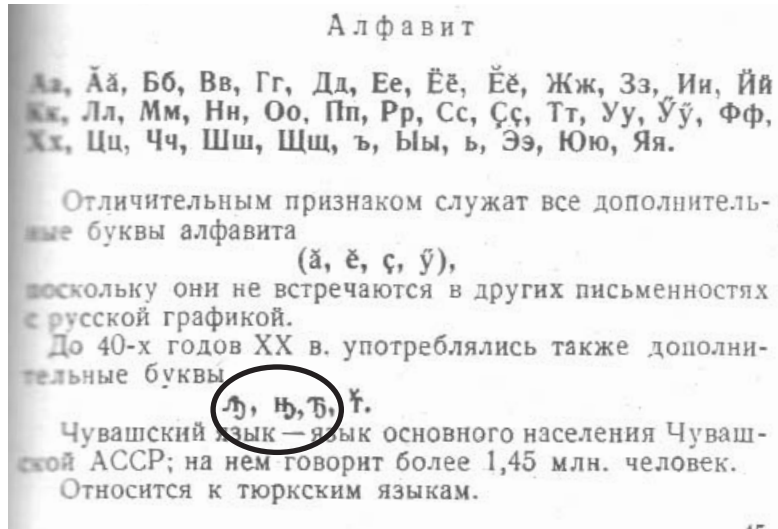 Алфавит
Аа, Ӑӑ, Бб, Вв, Гг, Дд, Ее, Ёё, Ӗӗ, Жж, Зз, Ии, Йй
Кк, Лл, Мм, Нн, Оо, Пп, Рр, Сс, Ҫҫ, Тт, Уу, Ӳӳ, Фф,
Хх, Цц, Чч, Шш, Щщ, ъ, Ыы, ь, Ээ, Юю, Яя.
Отличительным признаком служат все дополнитель-
ные буквы алфавита
(ӑ, ӗ, ҫ, ӳ),
поскольку они не встречаются в других письменностях
с русской графикой.
До 40-х годов XX в. употреблялись также дополни-
тельные буквы
Чувашский язык — язык основного населения Чуваш-
ской АССР; на нем говорит более 1,45 млн. человек.
Относится к тюркским языкам.